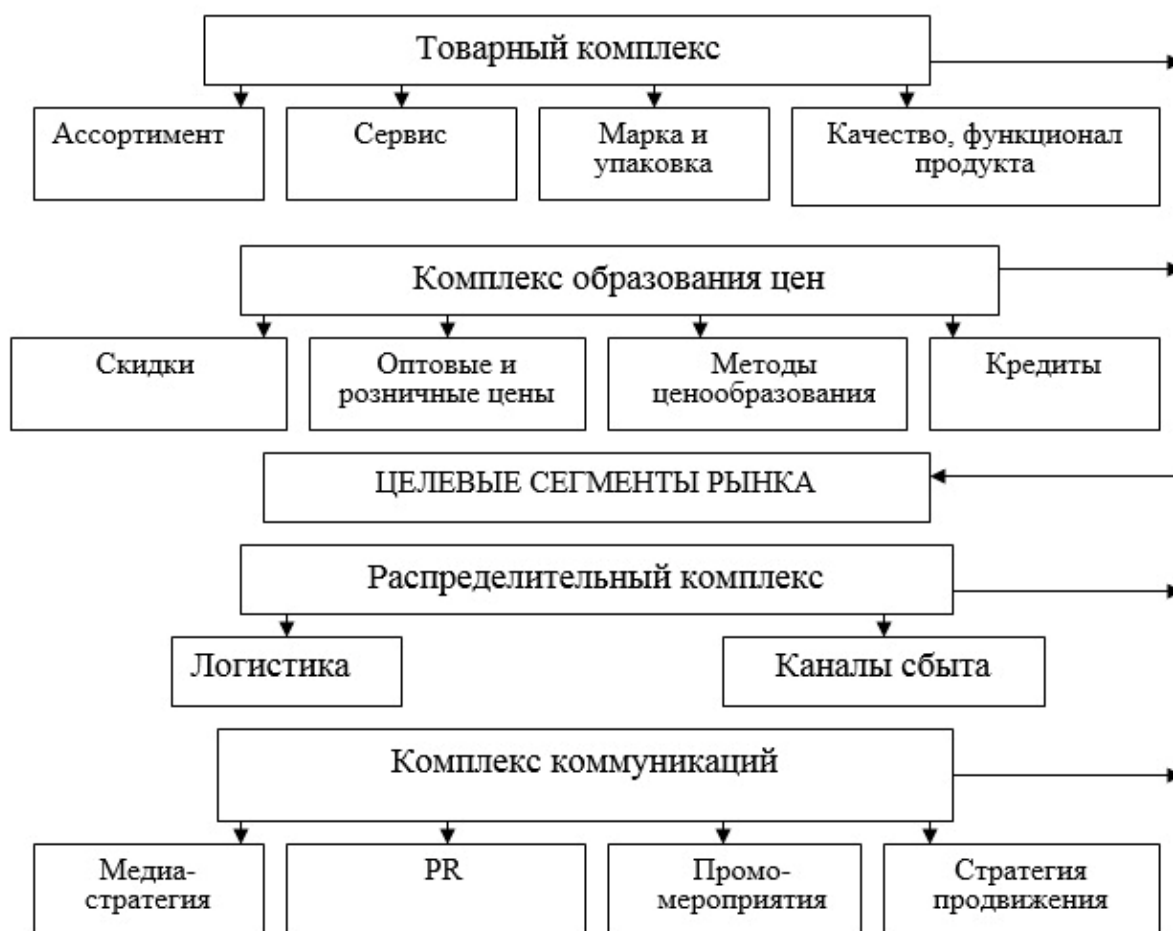 Товарный комплекс
Ассортимент
Сервис
Марка и
упаковка
Качество, функционал
продукта
Комплекс образования цен
Скидки
Оптовые и
розничные цены
Методы
ценообразования
Кредиты
ЦЕЛЕВЫЕ СЕГМЕНТЫ РЫНКА
Распределительный комплекс
Логистика
Каналы сбыта
Комплекс коммуникаций
Медиа-
стратегия
PR
Промо-
мероприятия
Стратегия
продвижения